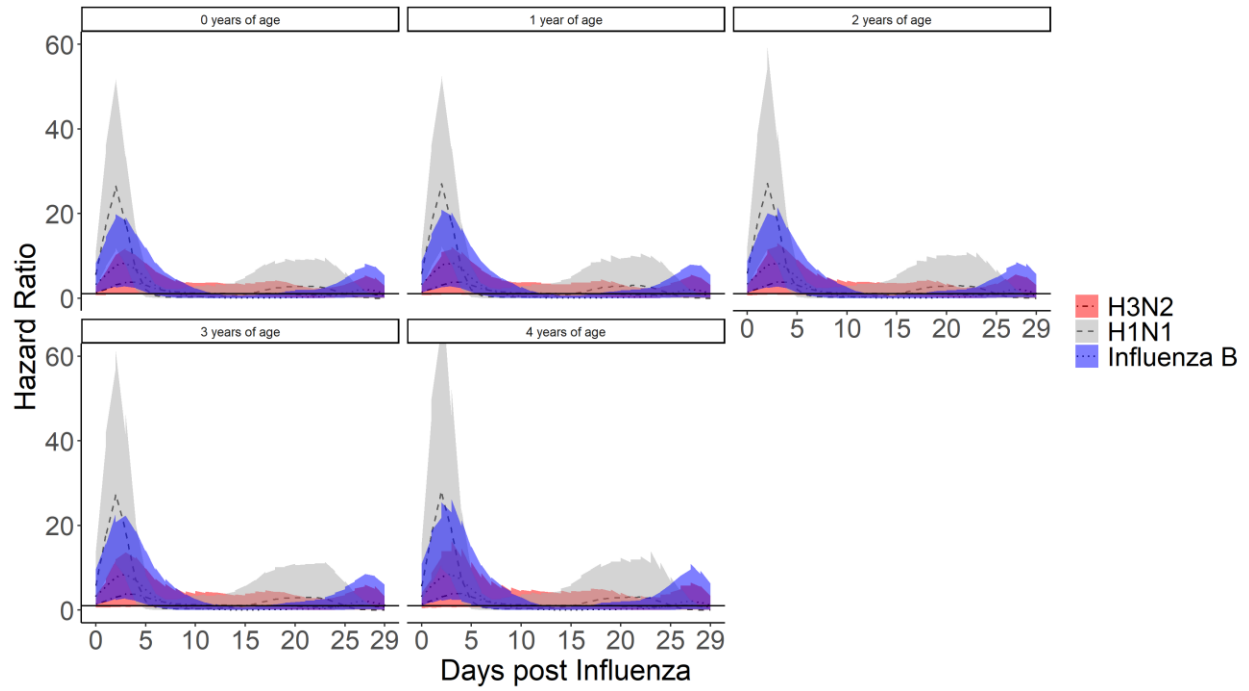 0 years of age
1 year of age
2 years of age
60
40
20
0
0 5 10 15 20 25 29
3 years of age
4 years of age
60
40
20
0
0 5 10 15 20 25 29
0 5 10 15 20 25 29
Hazard Ratio
Days post Influenza
H3N2
H1N1
Influenza B